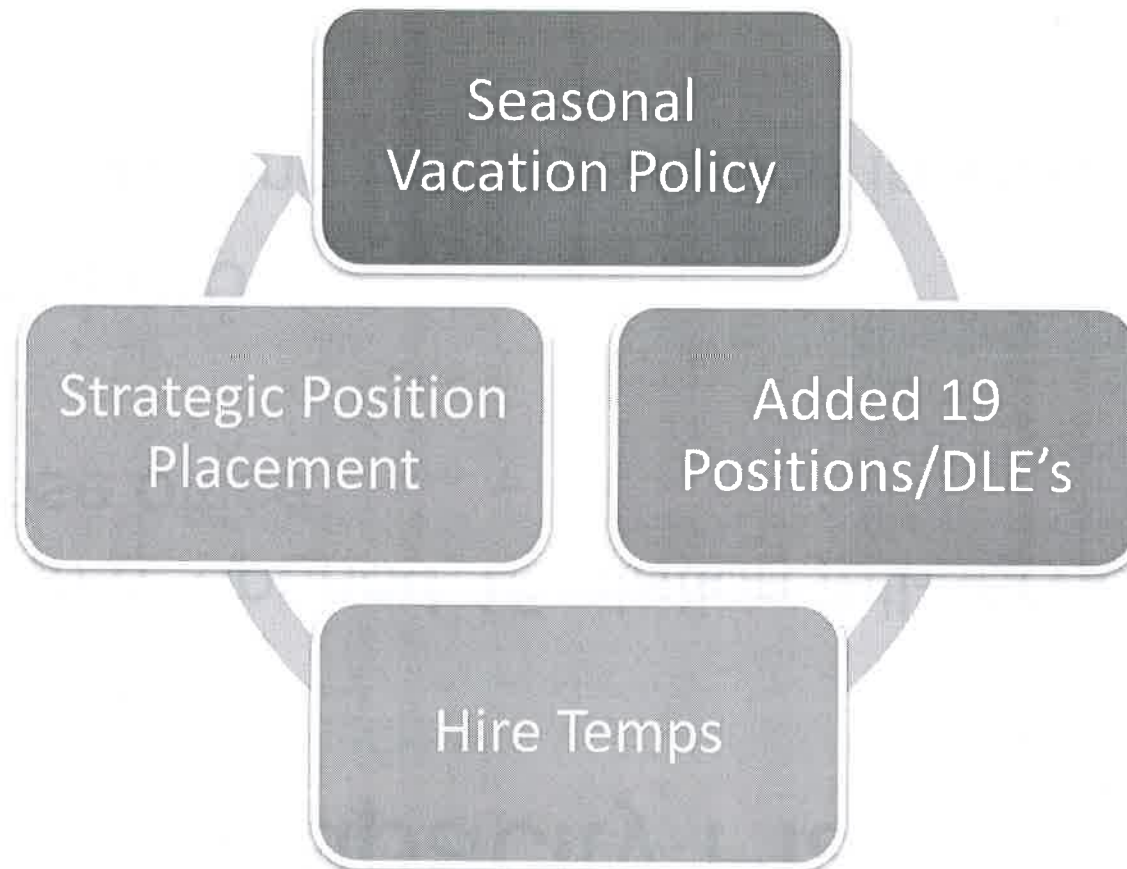 Seasonal
Vacation Policy
Added 19
Positions/DLE's
Hire Temps
Strategic Position
Placement